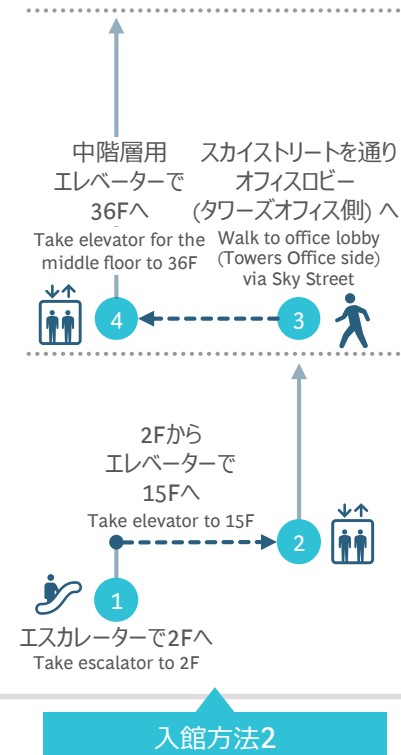 中階層用
エレベーターで
36Fへ
Take elevator for the
middle floor to 36F
スカイストリートを通り
オフィスロビー
(タワーズオフィス側) へ
Walk to office lobby
(Towers Office side)
via Sky Street
4
3
2Fから
エレベーターで
15Fへ
Take elevator to 15F
2
1
エスカレーターで2Fへ
Take escalator to 2F
入館方法2